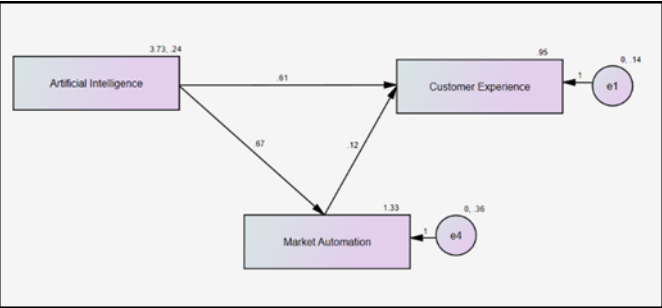 3.73, .24
Artificial Intelligence
.95
Customer Experience
0, .14
1
e1
.61
.67
.12
1.33
Market Automation
0, .36
1
e4